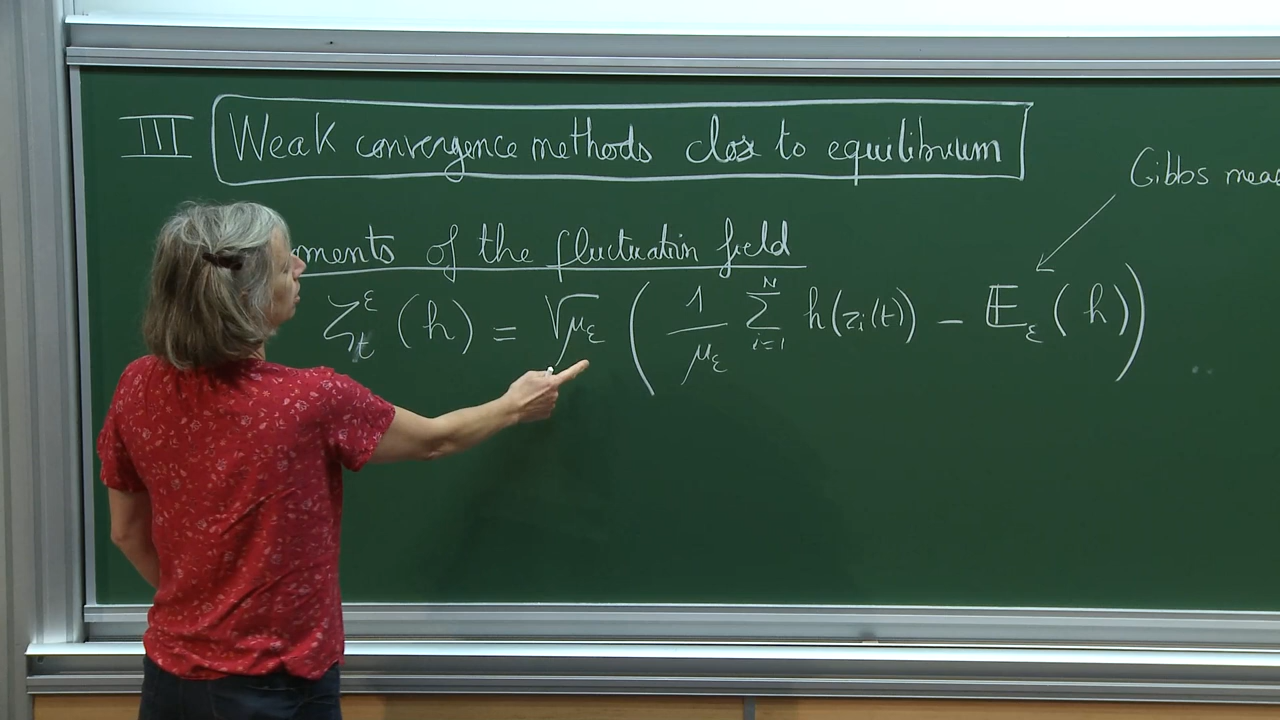 III Weak convergence methods close to equilibrium
Gibbs mea
ments of the fluctuation field
ζ_t^ε (h) = √μ_ε ( 1/μ_ε ∑_{i=1}^{N} h(z_i(t)) − 𝔼_ε (h) )